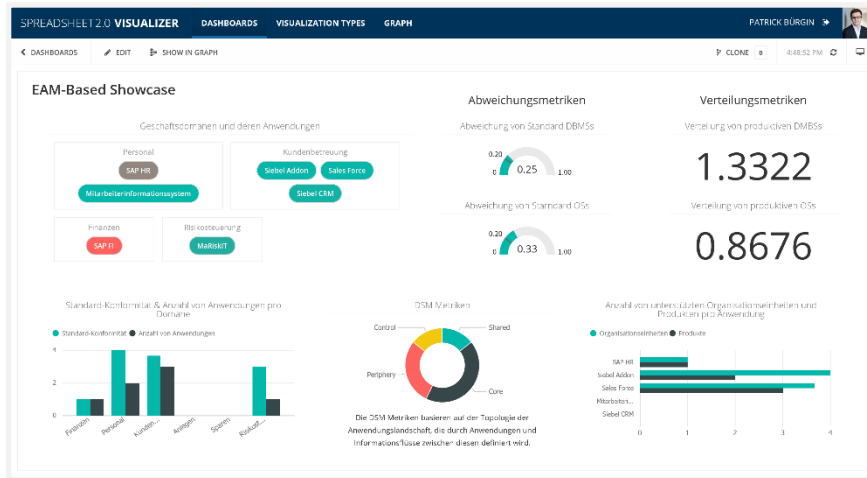 SPREADSHEET 2.0 VISUALIZER
DASHBOARDS
VISUALIZATION TYPES
GRAPH
PATRICK BÜRGIN
DASHBOARDS
EDIT
SHOW IN GRAPH
CLONE
4:48:52 PM
EAM-Based Showcase
Geschäftsdomänen und deren Anwendungen
Personal
SAP HR
Mitarbeiterinformationssystem
Kundenbetreuung
Siebel Addon
Sales Force
Siebel CRM
Finanzen
SAP FI
Risikosteuerung
MaRiskIT
Abweichungsmetriken
Abweichung von Standard DBMSs
0.20
0
0.25
1.00
Abweichung von Starndard OSs
0.20
0
0.33
1.00
Verteilungsmetriken
Verteilung von produktiven DMBSs
1.3322
Verteilung von produktiven OSs
0.8676
Standard-Konformität & Anzahl von Anwendungen pro
Domäne
Standard-Konformität
Anzahl von Anwendungen
4
2
0
Finanzen
Personal
Kunden...
Anlegen
Sparen
Risikost...
DSM Metriken
Control
Shared
Periphery
Core
Die DSM Metriken basieren auf der Topologie der
Anwendungslandschaft, die durch Anwendungen und
Informationsflüsse zwischen diesen definiert wird.
Anzahl von unterstützten Organisationseinheiten und
Produkten pro Anwendung
Organisationseinheiten
Produkte
SAP HR
Siebel Addon
Sales Force
Mitarbeiteri...
Siebel CRM
0
1
2
3
4